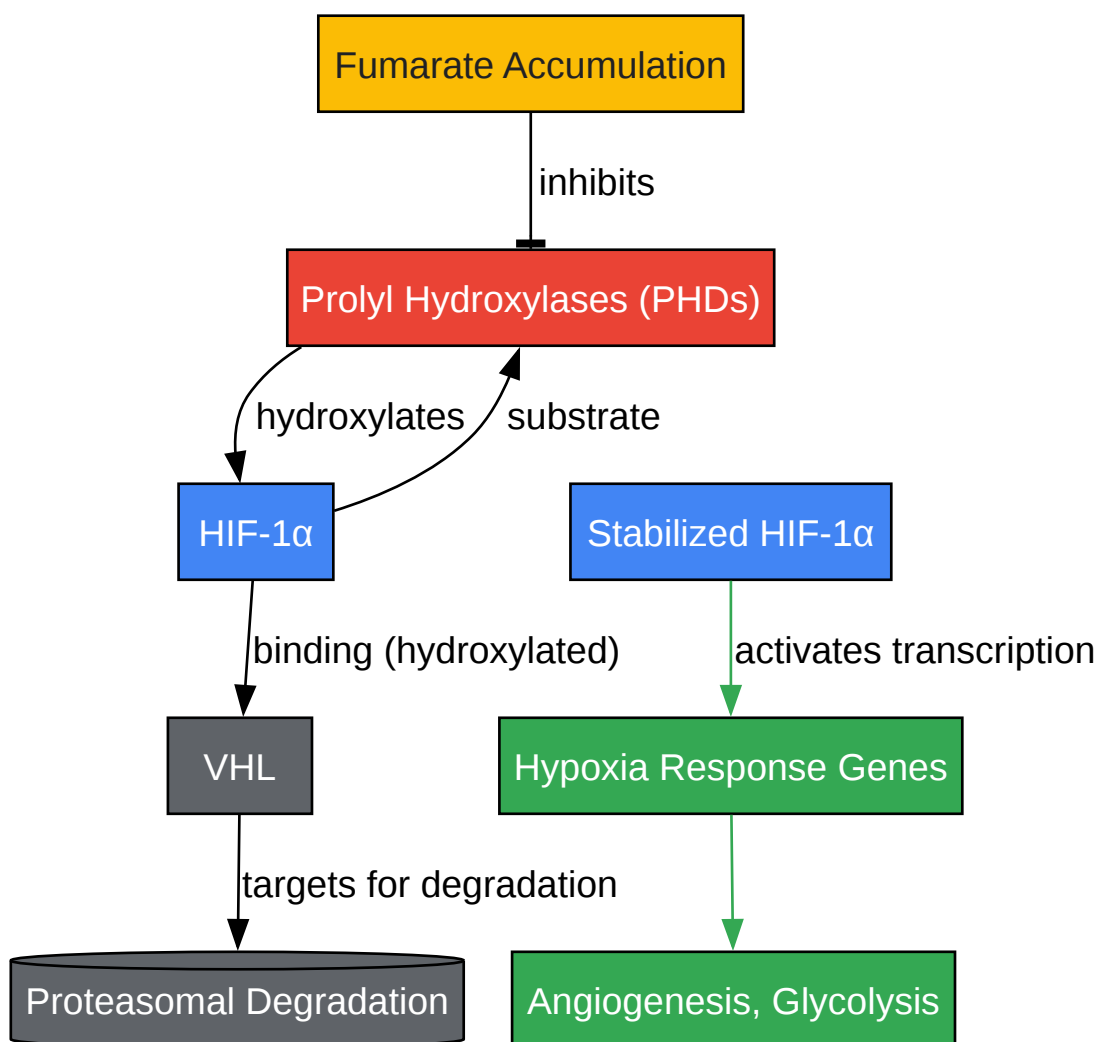 Fumarate Accumulation
inhibits
Prolyl Hydroxylases (PHDs)
hydroxylates
substrate
HIF-1α
Stabilized HIF-1α
binding (hydroxylated)
activates transcription
VHL
Hypoxia Response Genes
targets for degradation
Proteasomal Degradation
Angiogenesis, Glycolysis